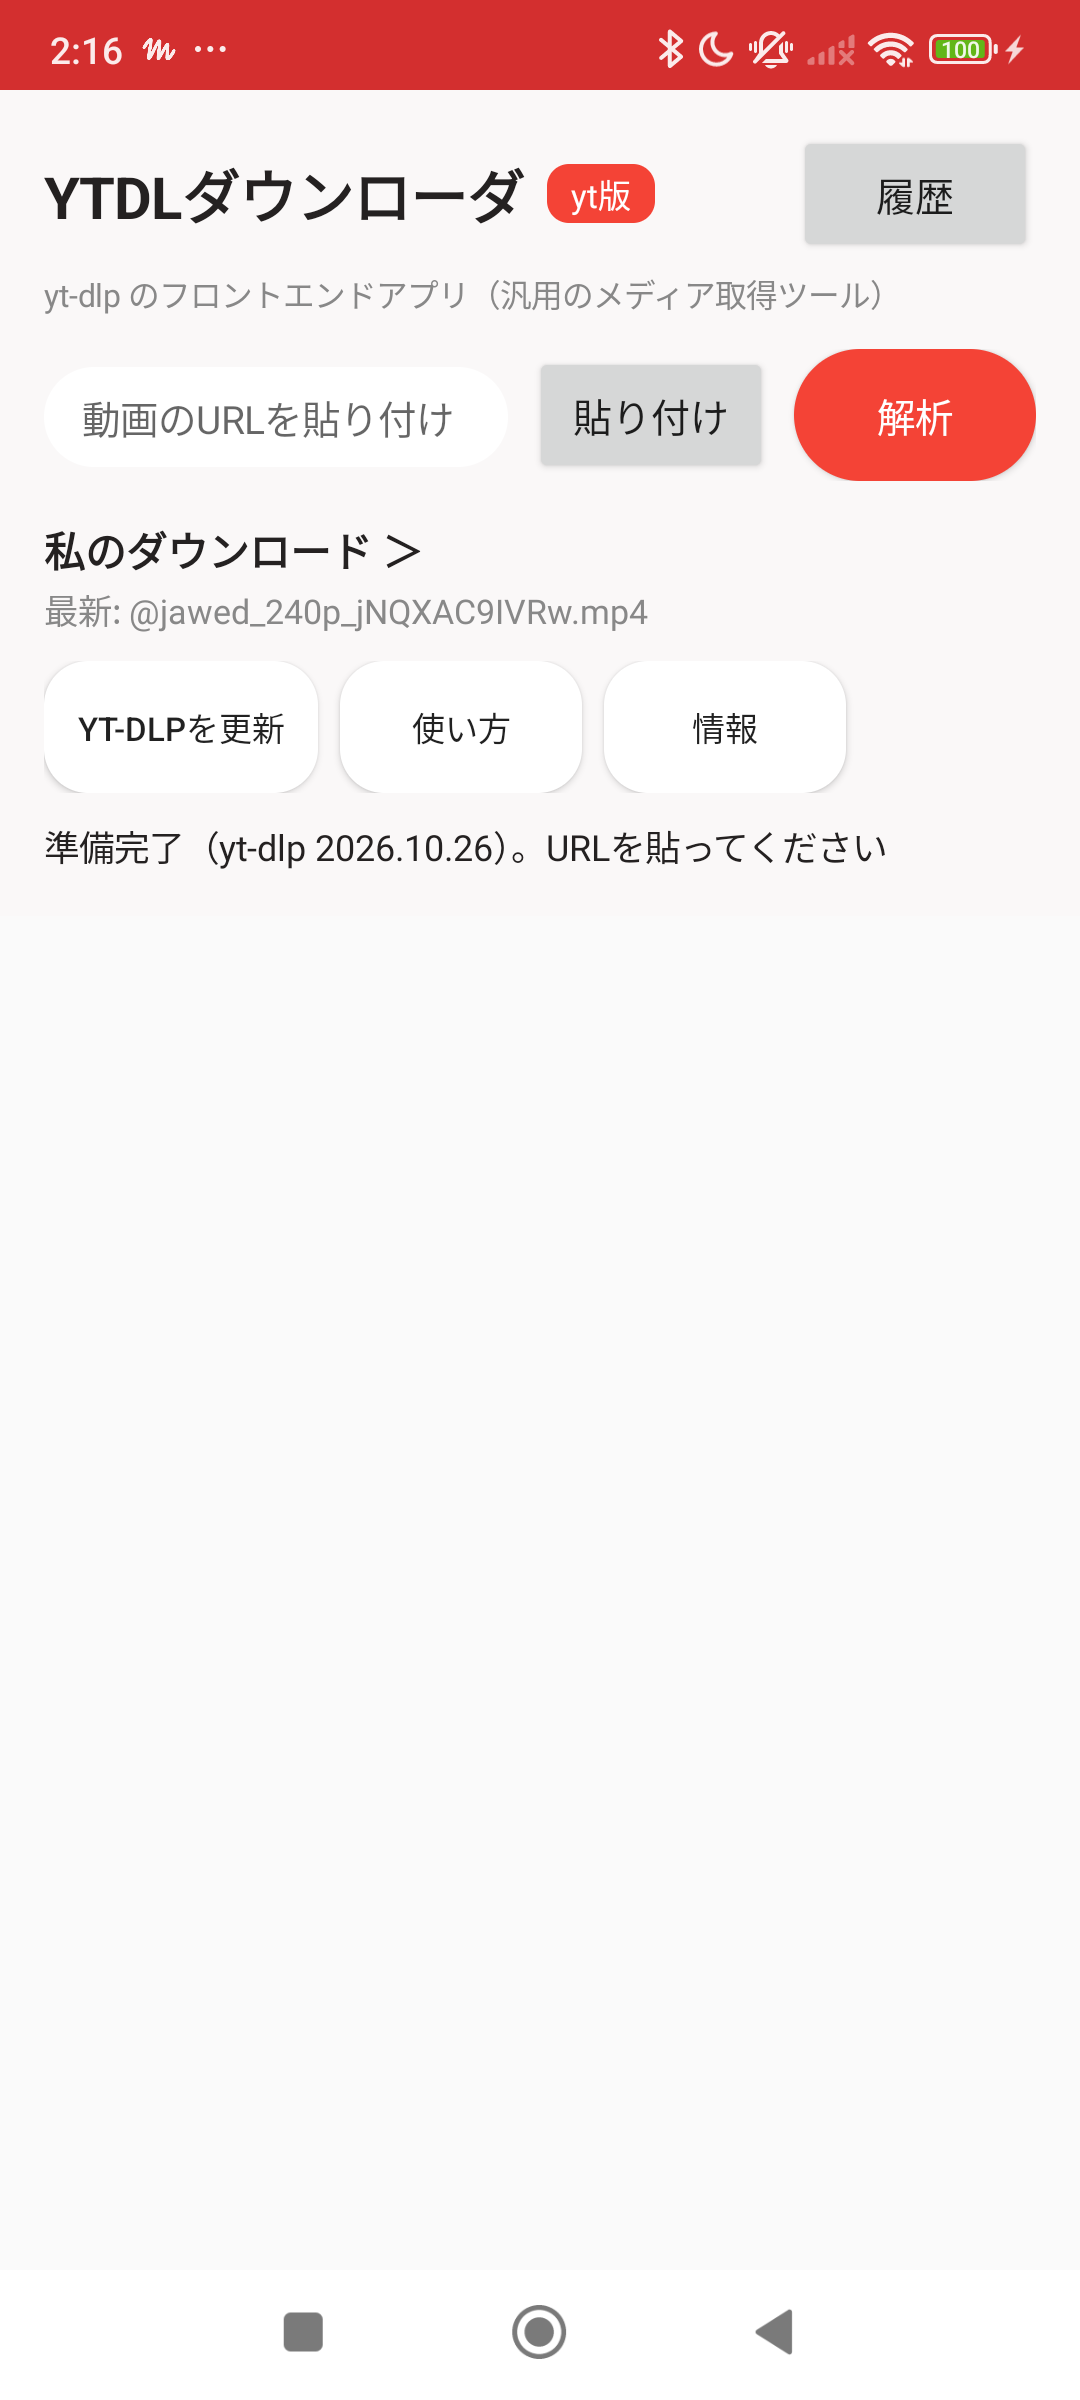 2:16
100
YTDLダウンローダ yt版 履歴
yt-dlp のフロントエンドアプリ（汎用のメディア取得ツール）
動画のURLを貼り付け 貼り付け 解析
私のダウンロード ＞
最新: @jawed_240p_jNQXAC9IVRw.mp4
YT-DLPを更新 使い方 情報
準備完了（yt-dlp 2026.10.26）。URLを貼ってください